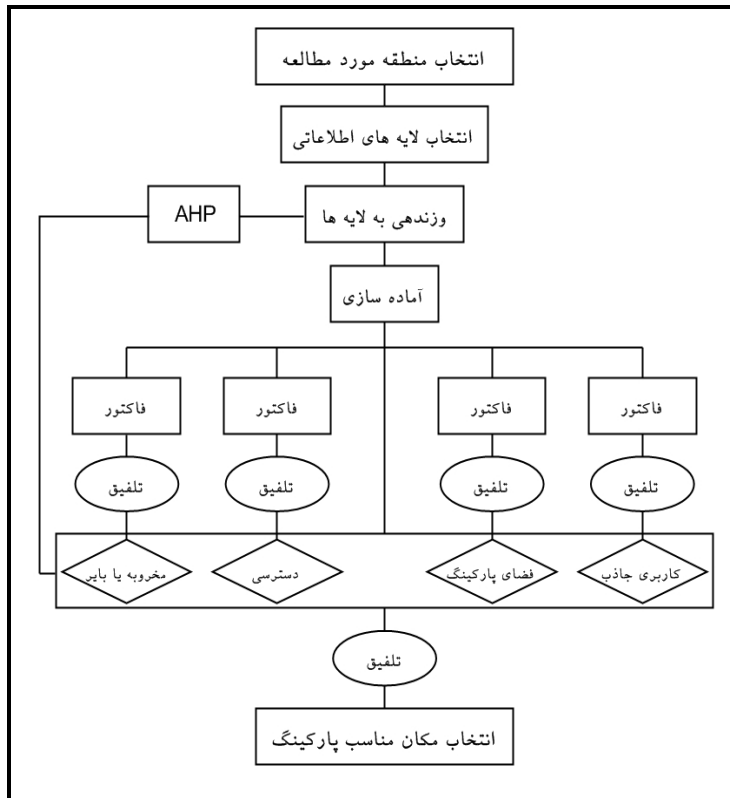 انتخاب منطقه مورد مطالعه
انتخاب لایه های اطلاعاتی
وزندهی به لایه ها
AHP
آماده سازی
فاکتور
فاکتور
فاکتور
فاکتور
تلفیق
تلفیق
تلفیق
تلفیق
کاربری جاذب
فضای پارکینگ
دسترسی
مخروبه یا بایر
تلفیق
انتخاب مکان مناسب پارکینگ